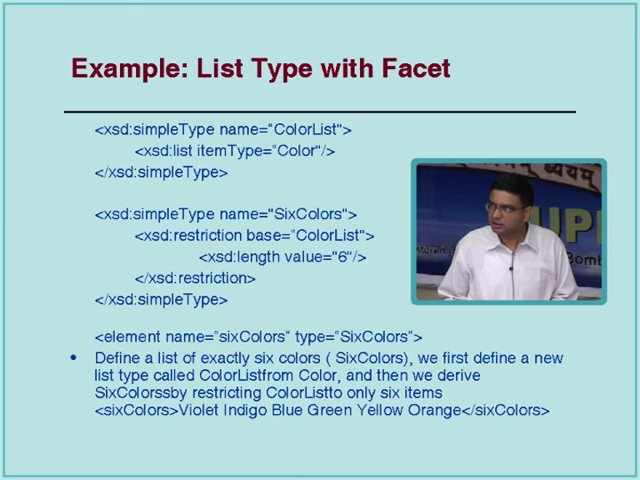 Example: List Type with Facet
<xsd:simpleType name=“ColorList”>
<xsd:list itemType=“Color”/>
</xsd:simpleType>
<xsd:simpleType name="SixColors">
<xsd:restriction base=“ColorList">
<xsd:length value="6"/>
</xsd:restriction>
</xsd:simpleType>
<element name=“sixColors” type=“SixColors”>
• Define a list of exactly six colors ( SixColors), we first define a new
list type called ColorListfrom Color, and then we derive
SixColorssby restricting ColorListto only six items
<sixColors>Violet Indigo Blue Green Yellow Orange</sixColors>
ध्ययम्
Bomb